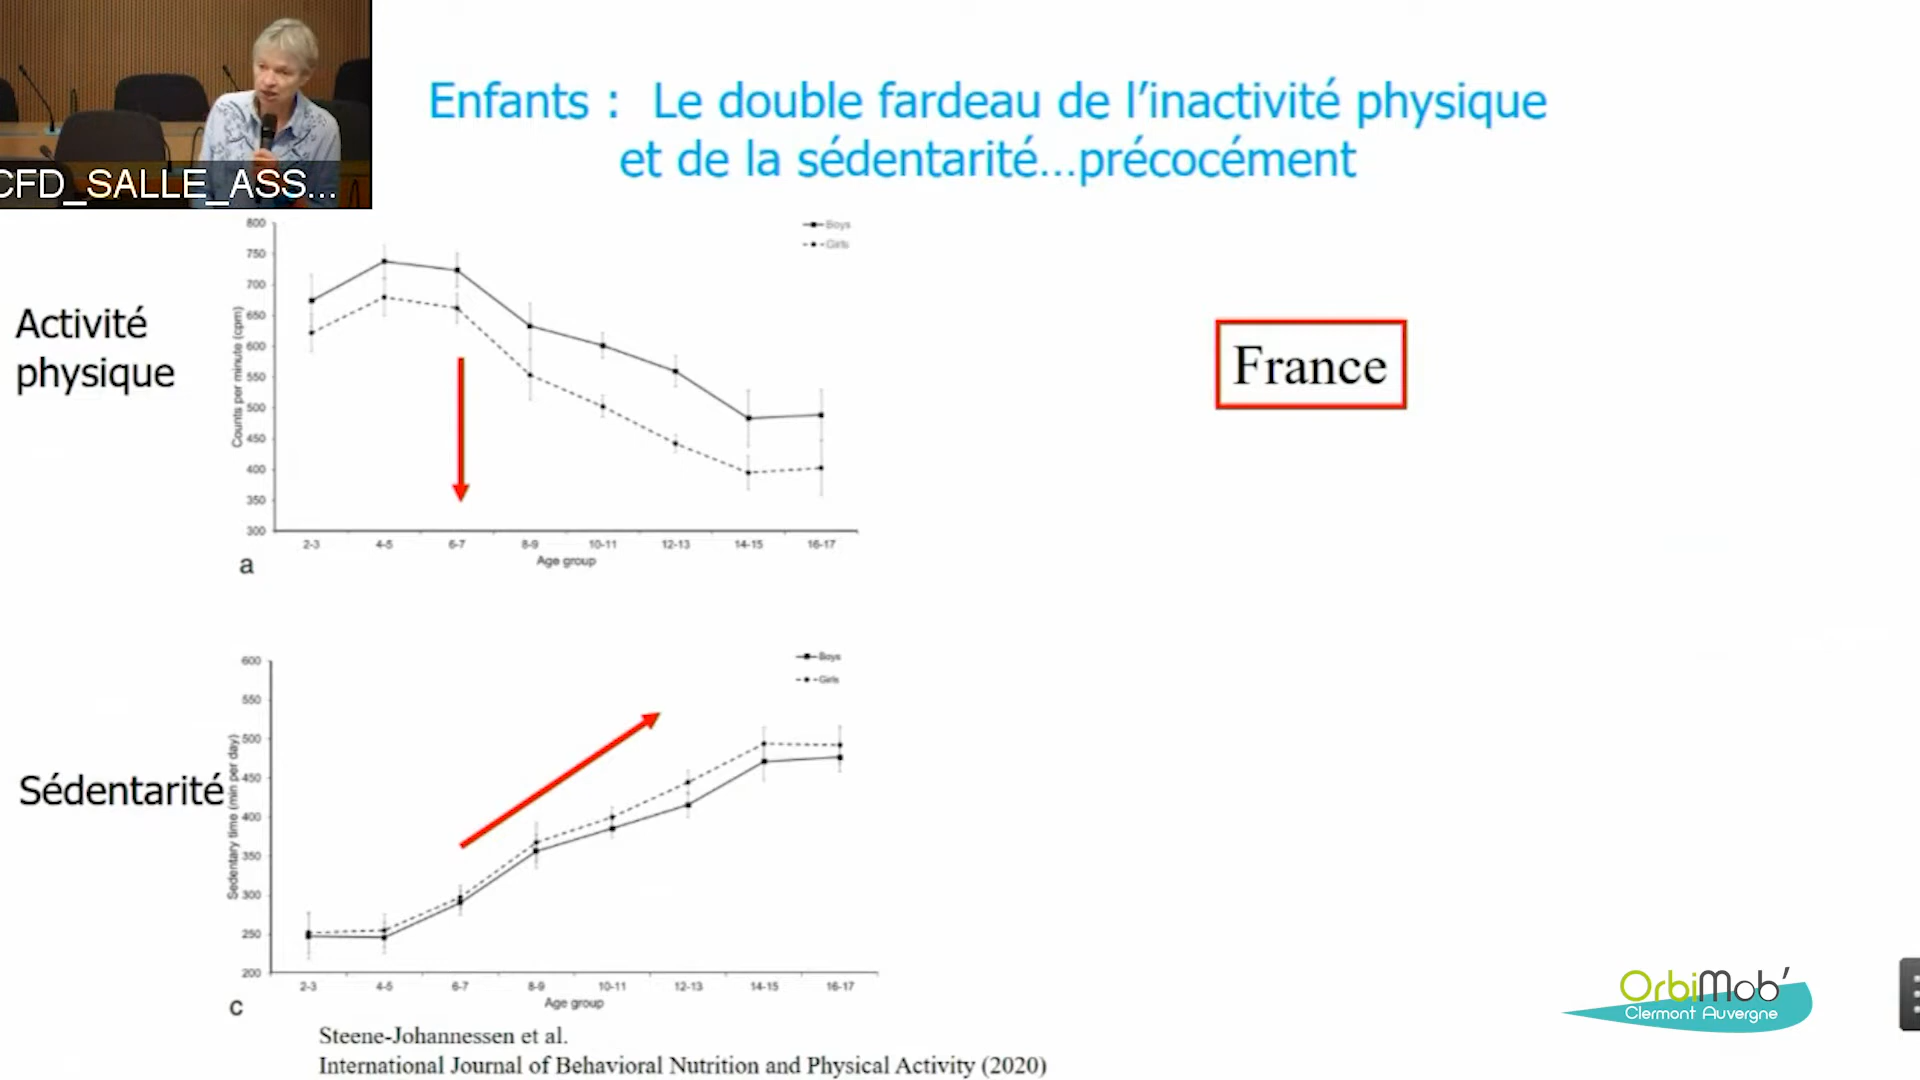 CFD_SALLE_ASS...
Enfants : Le double fardeau de l'inactivité physique
et de la sédentarité...précocément
Activité
physique
Counts per minute (cpm)
800
750
700
650
600
550
500
450
400
350
300
Boys
Girls
2-3 4-5 6-7 8-9 10-11 12-13 14-15 16-17
Age group
a
France
Sédentarité
Sedentary time (min per day)
600
550
500
450
400
350
300
250
200
Boys
Girls
2-3 4-5 6-7 8-9 10-11 12-13 14-15 16-17
Age group
c
Steene-Johannessen et al.
International Journal of Behavioral Nutrition and Physical Activity (2020)
OrbiMob'
Clermont Auvergne